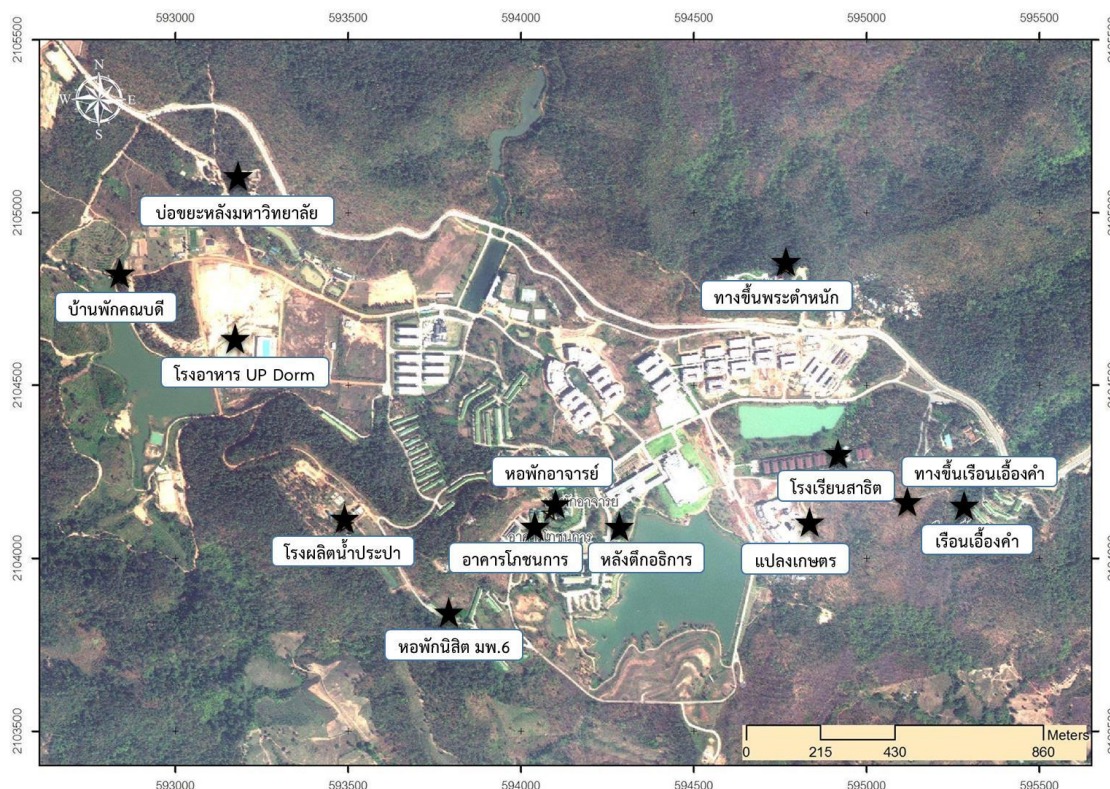 593000 593500 594000 594500 595000 595500
2105500 2105500
N
W E
S
บ่อขยะหลังมหาวิทยาลัย
2105000
ทางขึ้นพระตำหนัก
บ้านพักคณบดี
โรงอาหาร UP Dorm
2104500
หอพักอาจารย์
ทางขึ้นเรือนเอื้องคำ
โรงเรียนสาธิต
โรงผลิตน้ำประปา
อาคารโภชนการ
หลังตึกอธิการ
แปลงเกษตร
เรือนเอื้องคำ
2104000
หอพักนิสิต มพ.6
2103500
Meters
0 215 430 860
593000 593500 594000 594500 595000 595500